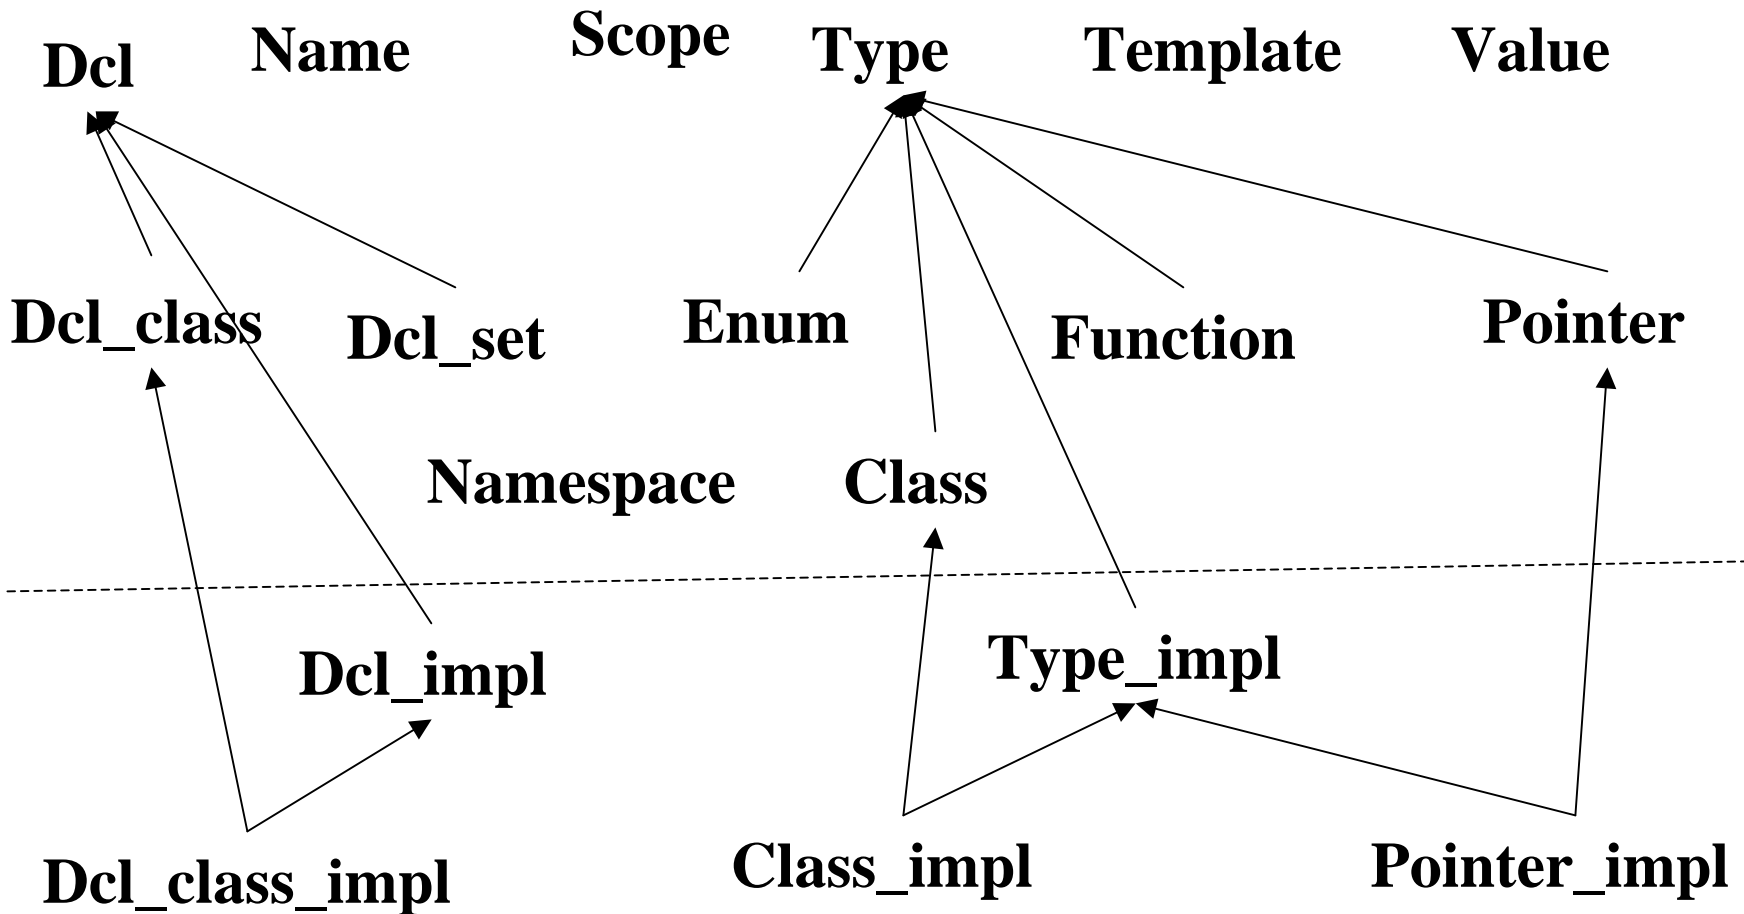 Dcl Name Scope Type Template Value
Dcl_class Dcl_set Enum Function Pointer
Namespace Class
Dcl_impl Type_impl
Dcl_class_impl Class_impl Pointer_impl